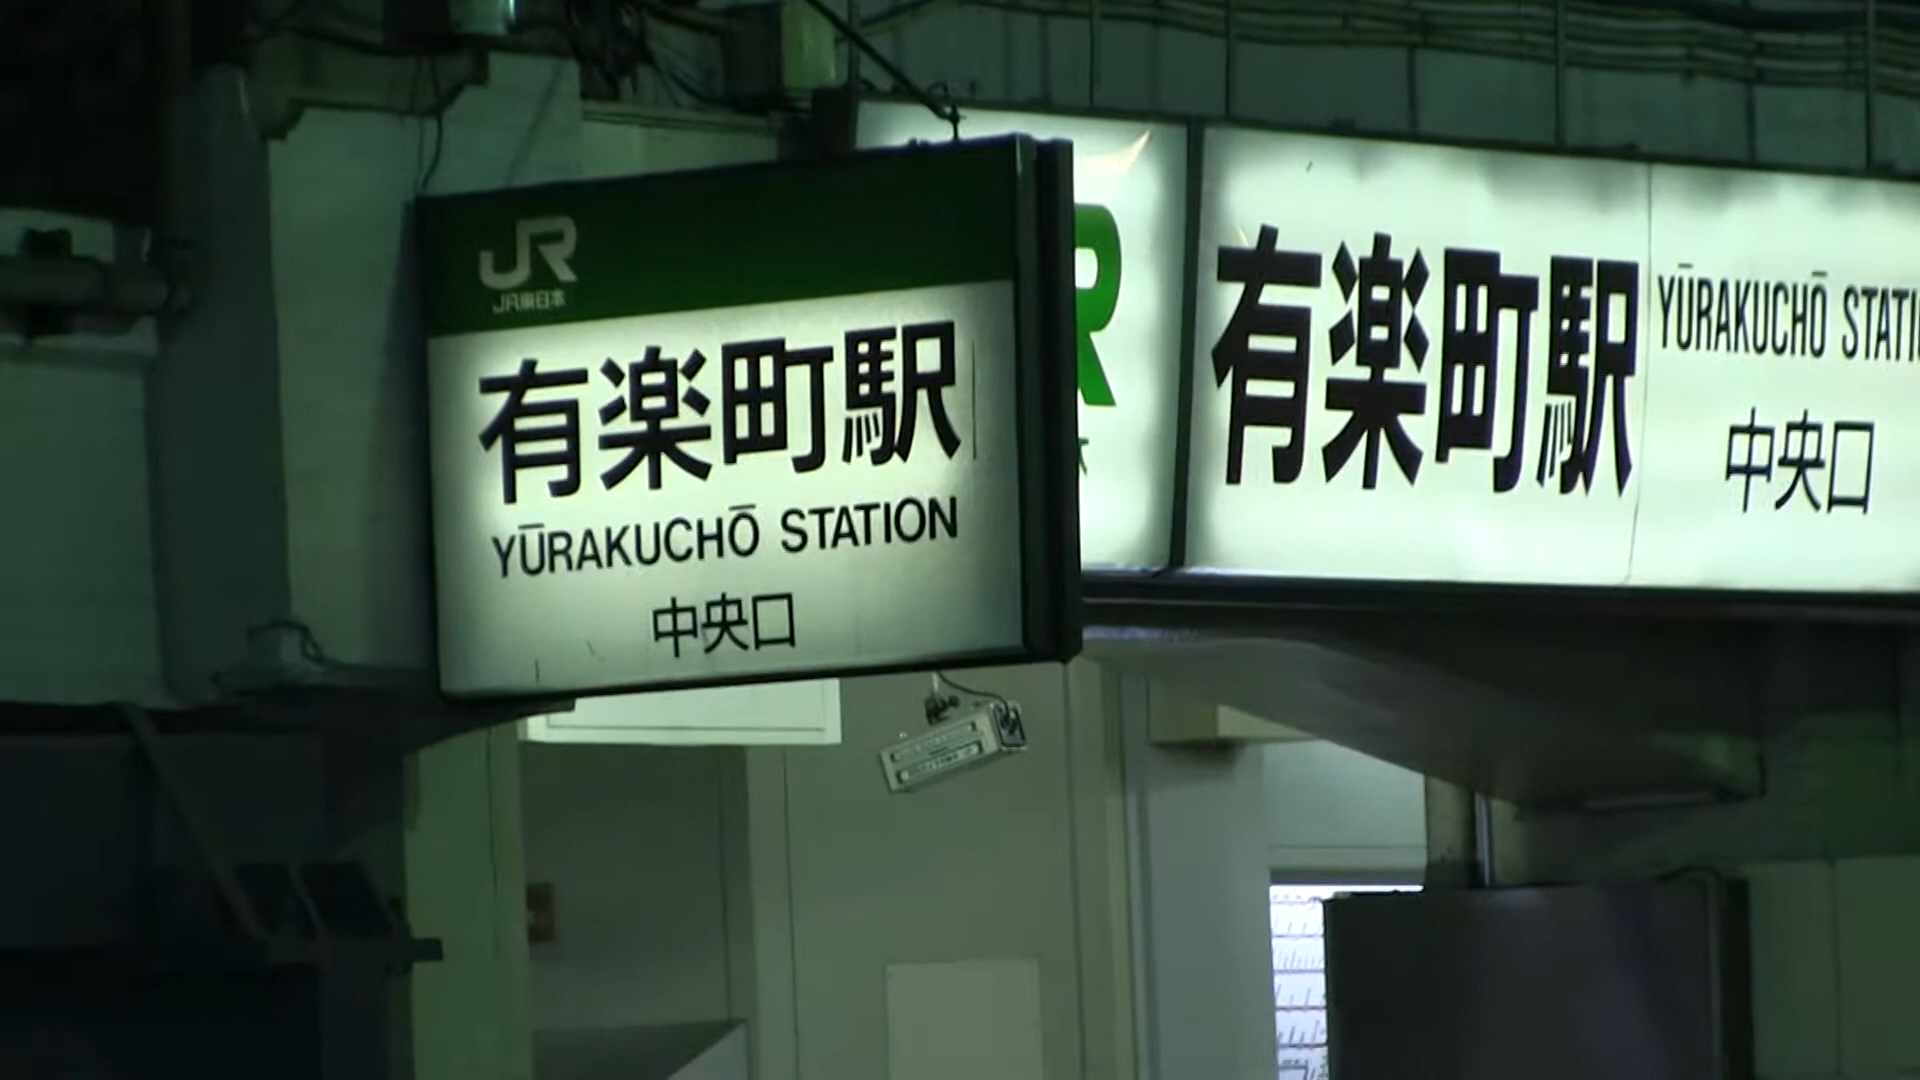 JR
JR東日本
有楽町駅
YŪRAKUCHŌ STATION
中央口
R
有楽町駅
YŪRAKUCHŌ STATI
中央口